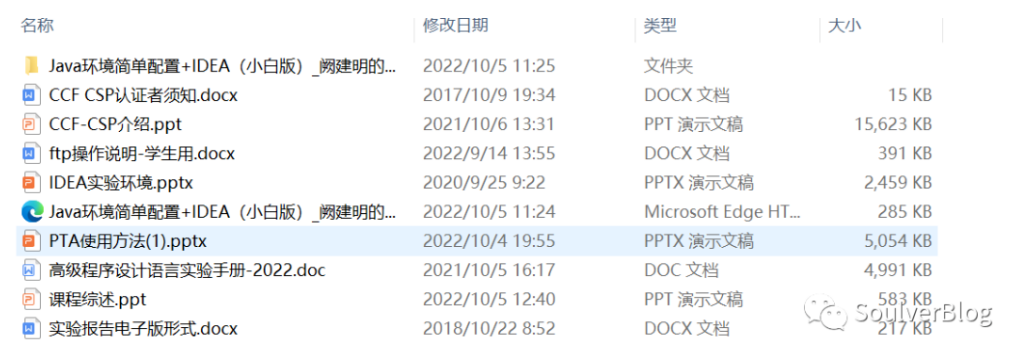 名称 修改日期 类型 大小
Java环境简单配置+IDEA（小白版）_阙建明的... 2022/10/5 11:25 文件夹
CCF CSP认证者须知.docx 2017/10/9 19:34 DOCX 文档 15 KB
CCF-CSP介绍.ppt 2021/10/6 13:31 PPT 演示文稿 15,623 KB
ftp操作说明-学生用.docx 2022/9/14 13:55 DOCX 文档 391 KB
IDEA实验环境.pptx 2020/9/25 9:22 PPTX 演示文稿 2,459 KB
Java环境简单配置+IDEA（小白版）_阙建明的... 2022/10/5 11:24 Microsoft Edge HT... 285 KB
PTA使用方法(1).pptx 2022/10/4 19:55 PPTX 演示文稿 5,054 KB
高级程序设计语言实验手册-2022.doc 2021/10/5 16:17 DOC 文档 4,991 KB
课程综述.ppt 2022/10/5 12:40 PPT 演示文稿 583 KB
实验报告电子版形式.docx 2018/10/22 8:52 DOCX 文档 217 KB
SoulverBlog